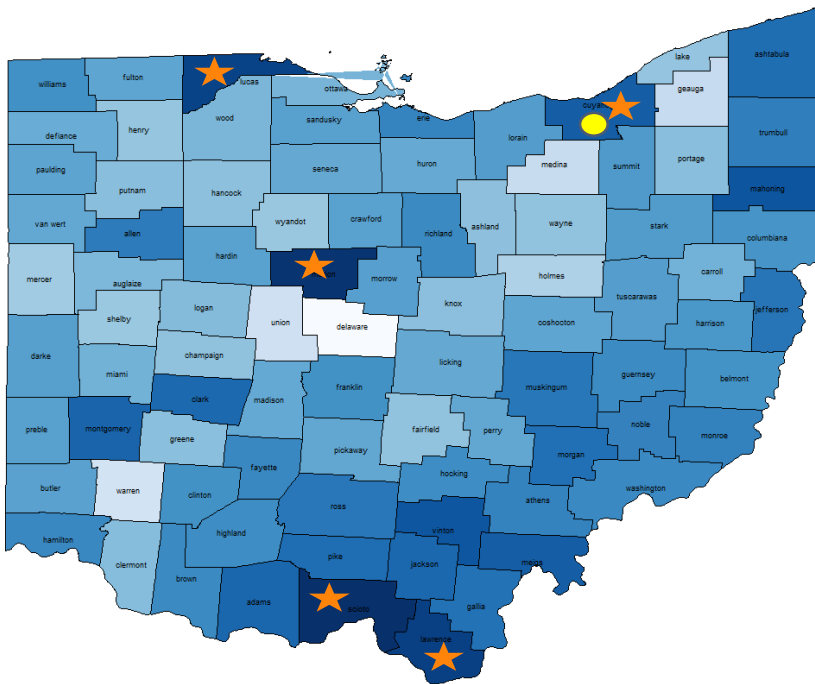 lake
ashtabula
fulton
williams
lucas
ottawa
geauga
cuya
erie
sandusky
wood
henry
defiance
lorain
trumbull
huron
medina
summit
portage
seneca
paulding
putnam
hancock
mahoning
van wert
allen
wyandot
crawford
richland
ashland
wayne
stark
columbiana
hardin
mercer
auglaize
morrow
holmes
carroll
logan
knox
tuscarawas
jefferson
shelby
union
delaware
coshocton
harrison
darke
champaign
miami
licking
guernsey
belmont
clark
madison
franklin
muskingum
preble
montgomery
greene
fairfield
perry
noble
monroe
pickaway
morgan
fayette
hocking
butler
warren
clinton
athens
washington
ross
vinton
hamilton
highland
clermont
brown
pike
jackson
meigs
adams
scioto
gallia
lawrence